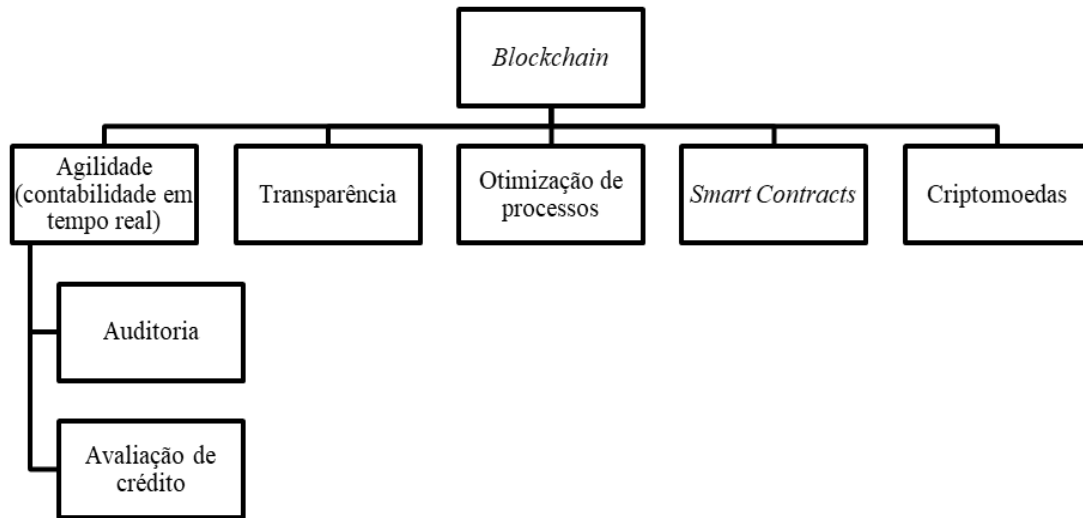 Blockchain
Agilidade
(contabilidade em
tempo real)
Transparência
Otimização de
processos
Smart Contracts
Criptomoedas
Auditoria
Avaliação de
crédito